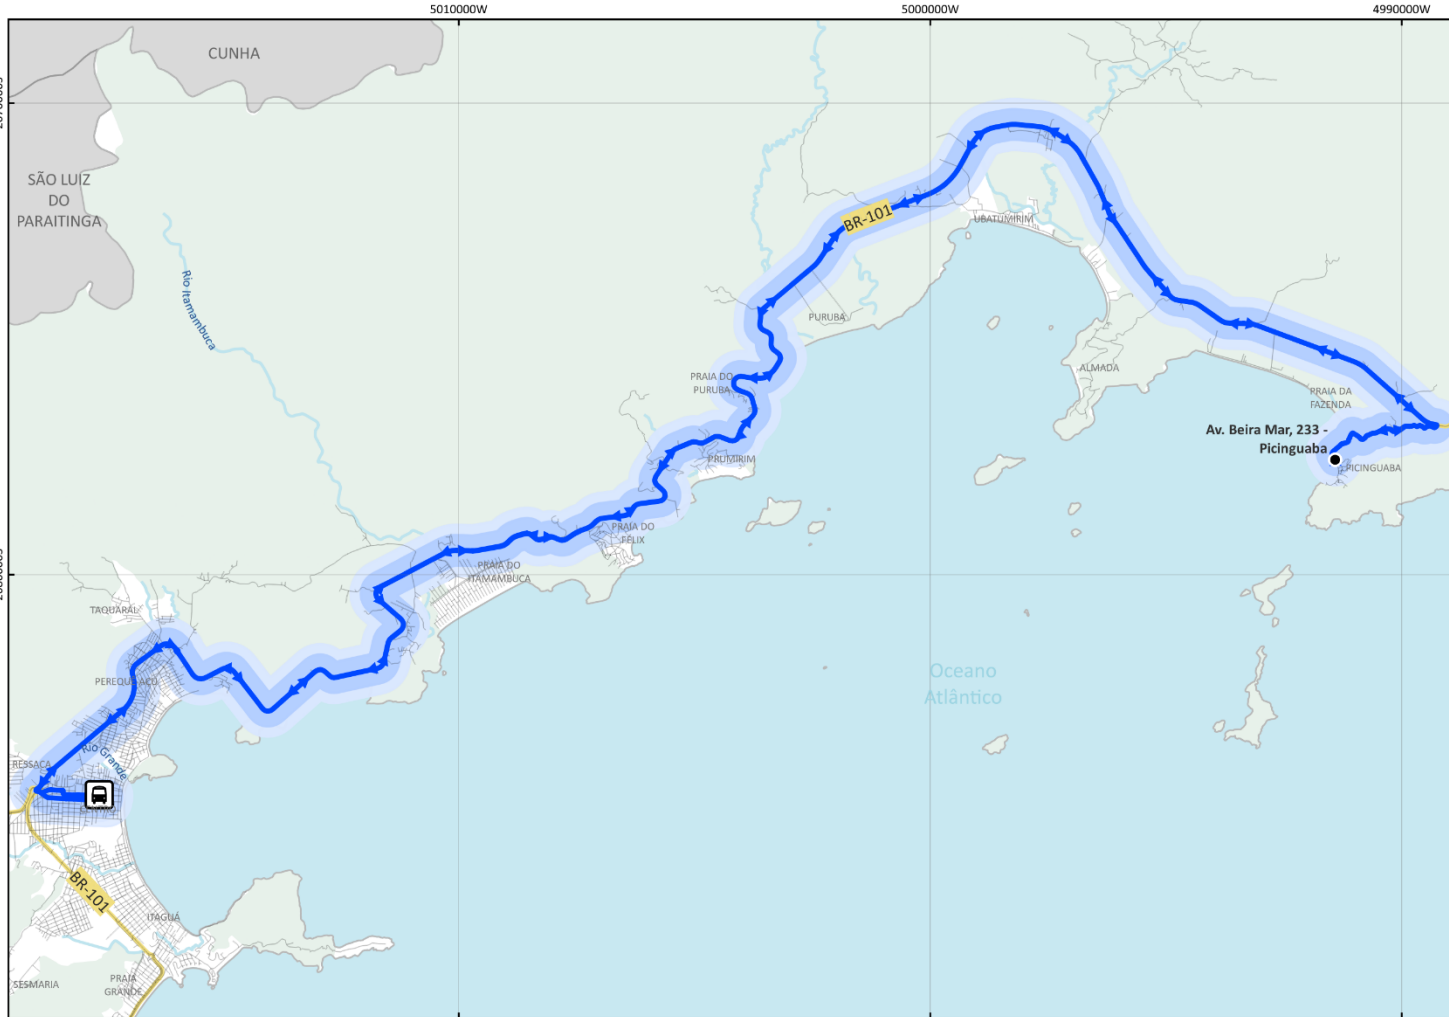 5010000W
5000000W
4990000W
CUNHA
SÃO LUIZ
DO
PARAITINGA
BR-101
UBATUMIRIM
Rio Itamambuca
PURUBA
ALMADA
PRAIA DO
PURUBA
PRAIA DA
FAZENDA
Av. Beira Mar, 233 -
Picinguaba
PICINGUABA
PRUMIRIM
PRAIA DO
FÉLIX
PRAIA DO
ITAMAMBUCA
TAQUARAL
PEREQUÊ AÇU
Oceano
Atlântico
Rio Grande
RESSACA
CENTRO
BR-101
ITAGUÁ
PRAIA
GRANDE
SESMARIA